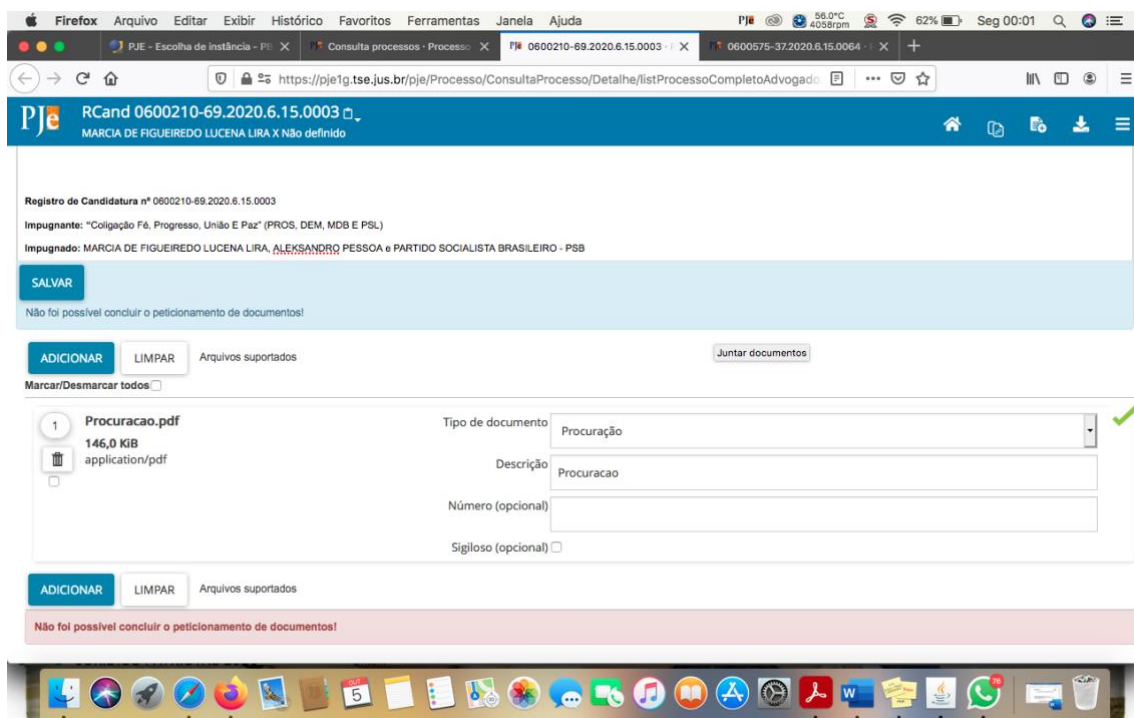 Firefox Arquivo Editar Exibir Histórico Favoritos Ferramentas Janela Ajuda PJe 56.0°C 4058rpm 62% Seg 00:01
PJE - Escolha de instância - PE Consulta processos · Processo PJe 0600210-69.2020.6.15.0003 · 0600575-37.2020.6.15.0064 ·
https://pje1g.tse.jus.br/pje/Processo/ConsultaProcesso/Detalhe/listProcessoCompletoAdvogado
PJe RCand 0600210-69.2020.6.15.0003
MARCIA DE FIGUEIREDO LUCENA LIRA X Não definido
Registro de Candidatura nº 0600210-69.2020.6.15.0003
Impugnante: "Coligação Fé, Progresso, União E Paz" (PROS, DEM, MDB E PSL)
Impugnado: MARCIA DE FIGUEIREDO LUCENA LIRA, ALEKSANDRO PESSOA e PARTIDO SOCIALISTA BRASILEIRO - PSB
SALVAR
Não foi possível concluir o peticionamento de documentos!
ADICIONAR LIMPAR Arquivos suportados Juntar documentos
Marcar/Desmarcar todos
1 Procuracao.pdf Tipo de documento Procuração
146,0 KiB
application/pdf
Descrição Procuracao
Número (opcional)
Sigiloso (opcional)
ADICIONAR LIMPAR Arquivos suportados
Não foi possível concluir o peticionamento de documentos!
OUT
5